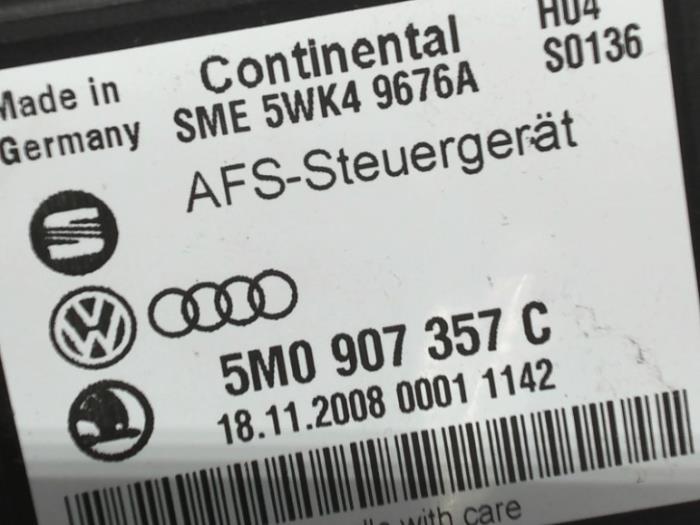 Made in
Germany
Continental
SME 5WK4 9676A
HU4
S0136
AFS-Steuergerät
5M0 907 357 C
18.11.2008 0001 1142
with care